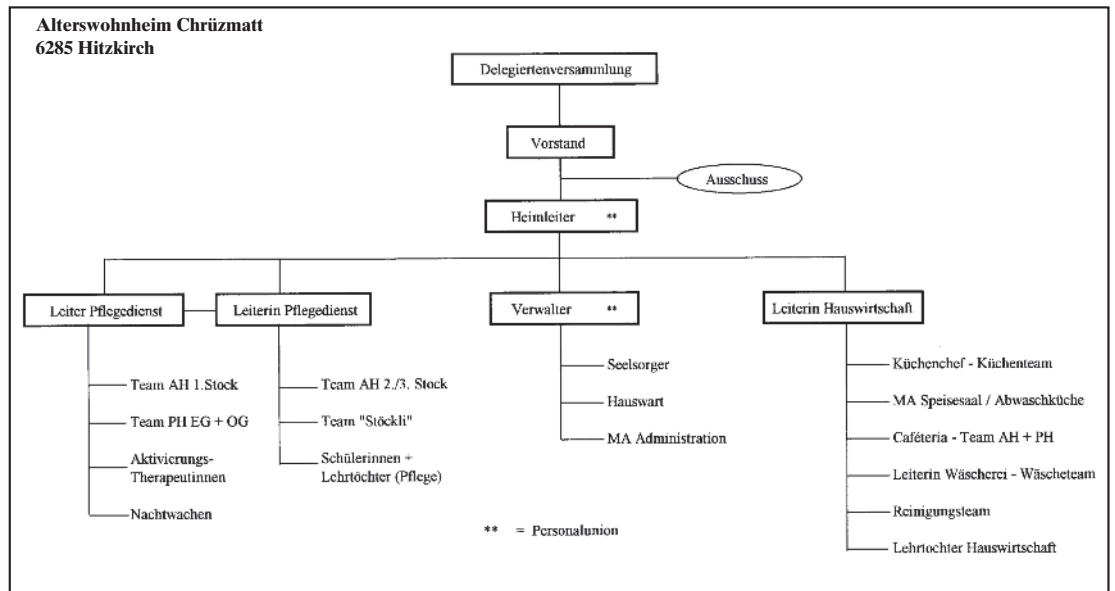 Alterswohnheim Chrüzmatt
6285 Hitzkirch
Delegiertenversammlung
Vorstand
Ausschuss
Heimleiter **
Leiter Pflegedienst
Leiterin Pflegedienst
Verwalter **
Leiterin Hauswirtschaft
Team AH 1.Stock
Team PH EG + OG
Aktivierungs-
Therapeutinnen
Nachtwachen
Team AH 2./3. Stock
Team "Stöckli"
Schülerinnen +
Lehrtöchter (Pflege)
Seelsorger
Hauswart
MA Administration
Küchenchef - Küchenteam
MA Speisesaal / Abwaschküche
Caféteria - Team AH + PH
Leiterin Wäscherei - Wäscheteam
Reinigungsteam
Lehrtochter Hauswirtschaft
** = Personalunion